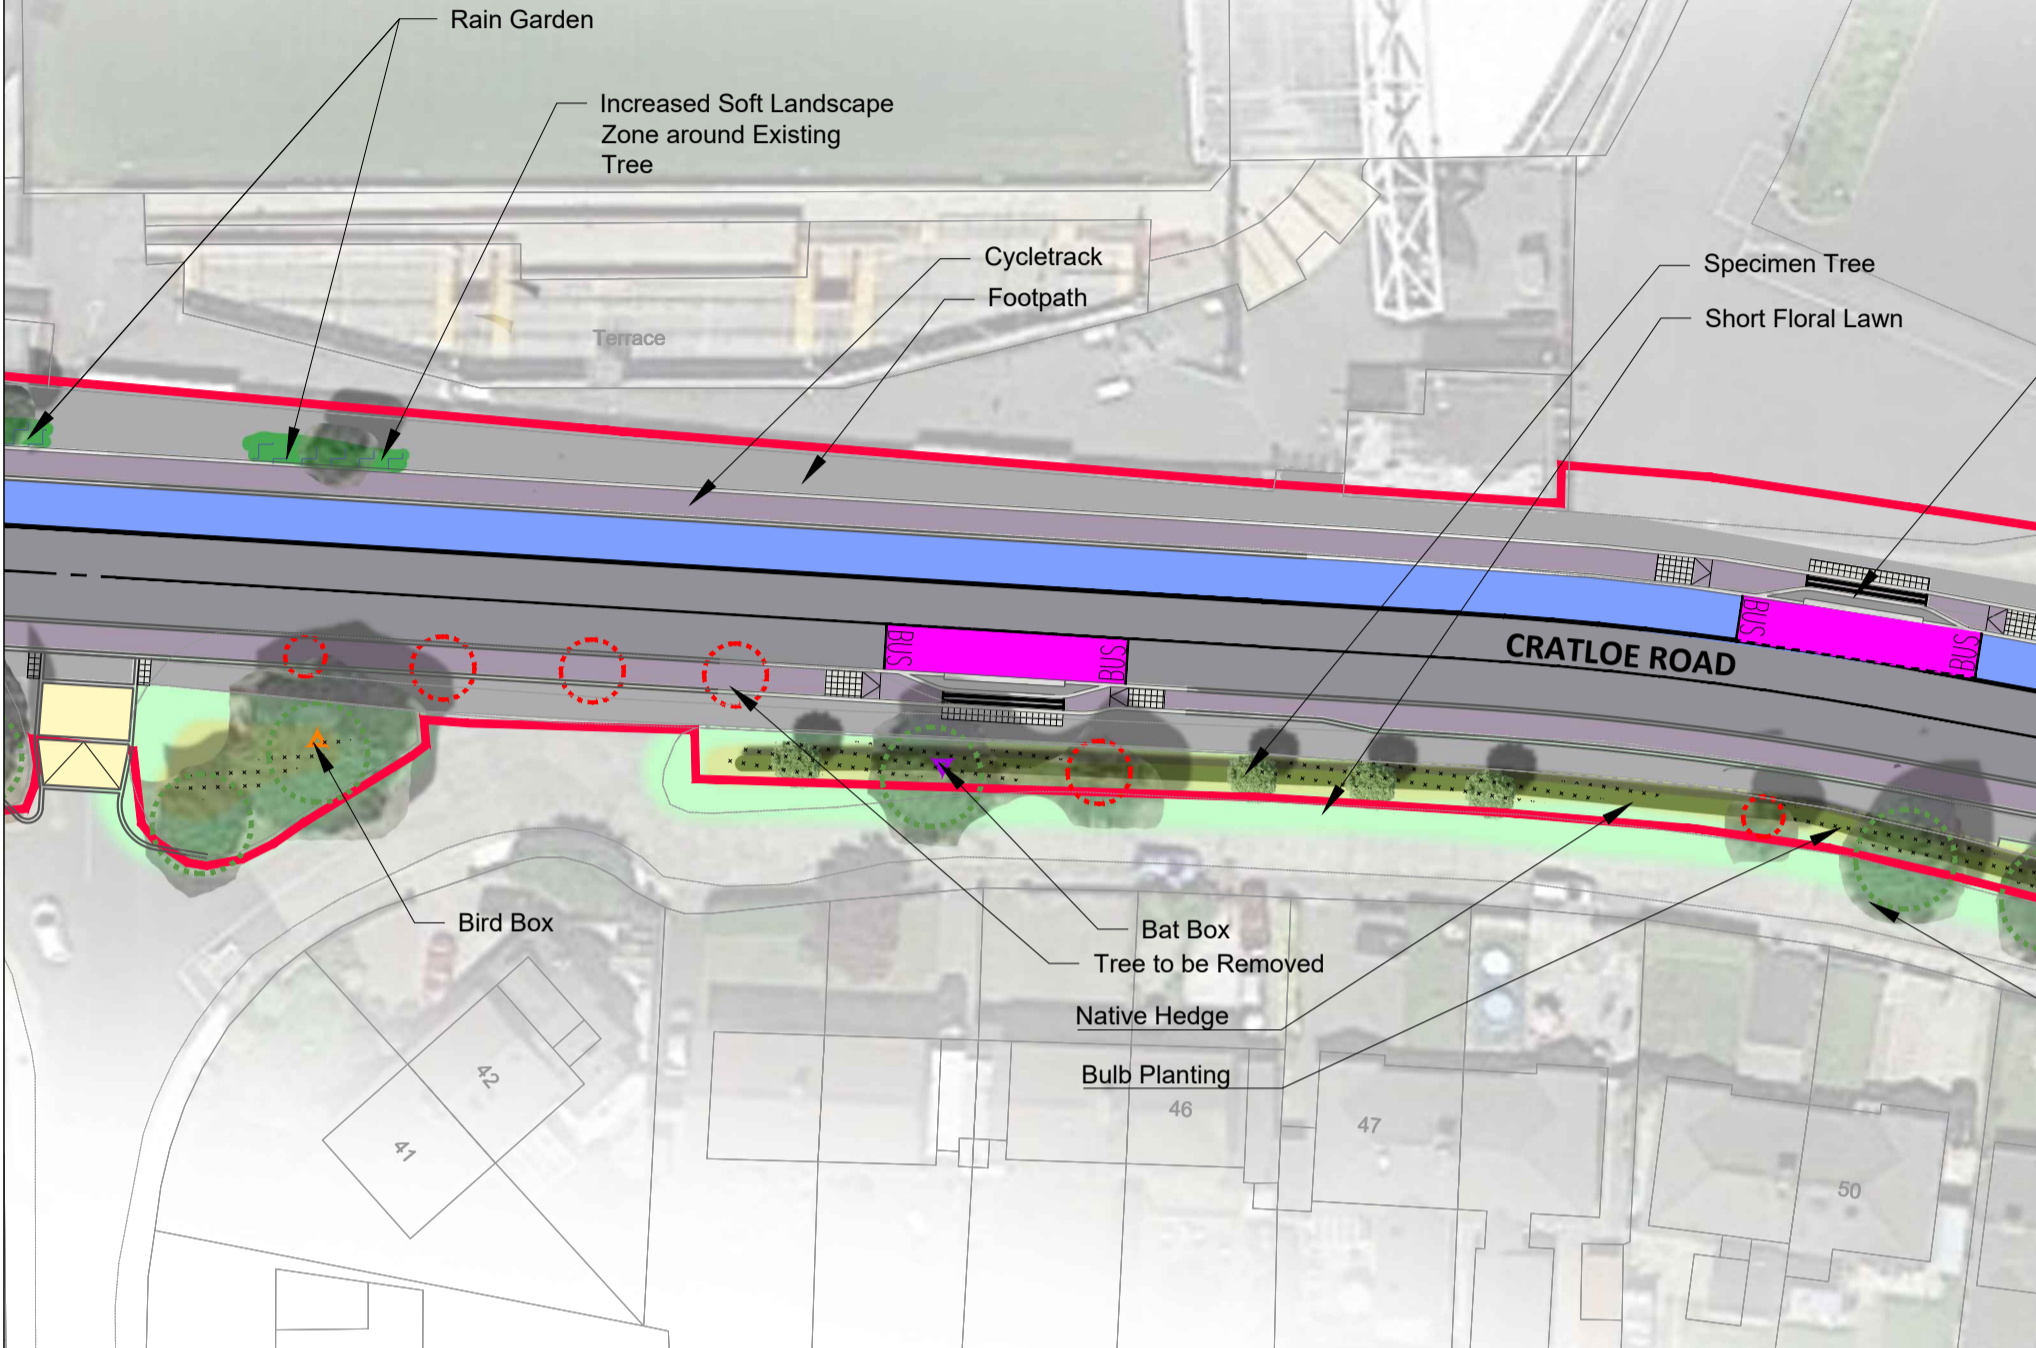 Rain Garden
Increased Soft Landscape
Zone around Existing
Tree
Cycletrack
Footpath
Specimen Tree
Short Floral Lawn
Terrace
BUS
BUS
CRATLOE ROAD
BUS
BUS
Bird Box
Bat Box
Tree to be Removed
Native Hedge
Bulb Planting
42
41
46
47
50